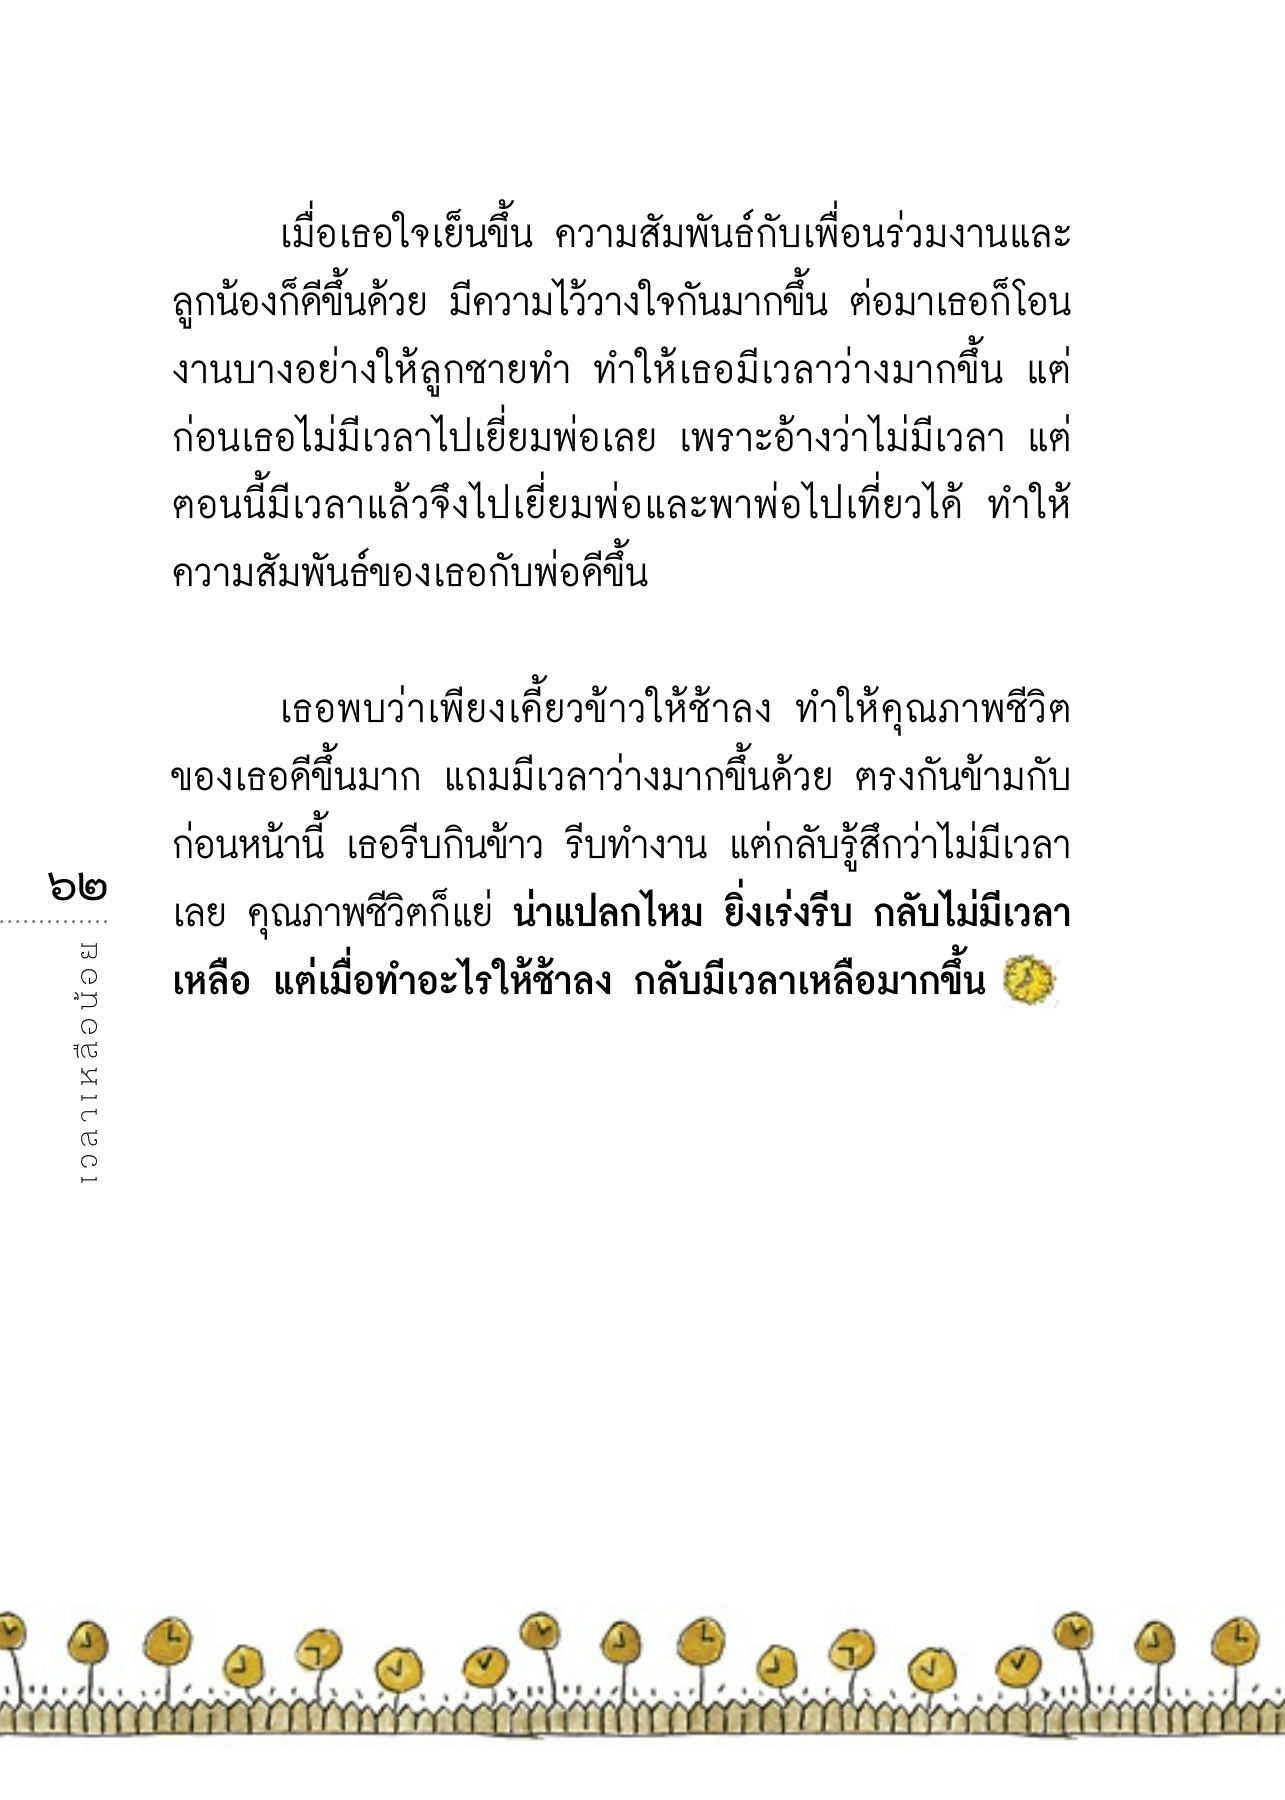 เมื่อเธอใจเย็นขึ้น ความสัมพันธ์กับเพื่อนร่วมงานและ
ลูกน้องก็ดีขึ้นด้วย มีความไว้วางใจกันมากขึ้น ต่อมาเธอก็โอน
งานบางอย่างให้ลูกชายทำ ทำให้เธอมีเวลาว่างมากขึ้น แต่
ก่อนเธอไม่มีเวลาไปเยี่ยมพ่อเลย เพราะอ้างว่าไม่มีเวลา แต่
ตอนนี้มีเวลาแล้วจึงไปเยี่ยมพ่อและพาพ่อไปเที่ยวได้ ทำให้
ความสัมพันธ์ของเธอกับพ่อดีขึ้น
เธอพบว่าเพียงเคี้ยวข้าวให้ช้าลง ทำให้คุณภาพชีวิต
ของเธอดีขึ้นมาก แถมมีเวลาว่างมากขึ้นด้วย ตรงกันข้ามกับ
ก่อนหน้านี้ เธอรีบกินข้าว รีบทำงาน แต่กลับรู้สึกว่าไม่มีเวลา
เลย คุณภาพชีวิตก็แย่ น่าแปลกไหม ยิ่งเร่งรีบ กลับไม่มีเวลา
เหลือ แต่เมื่อทำอะไรให้ช้าลง กลับมีเวลาเหลือมากขึ้น
๖๒
เวลาเหลือน้อย